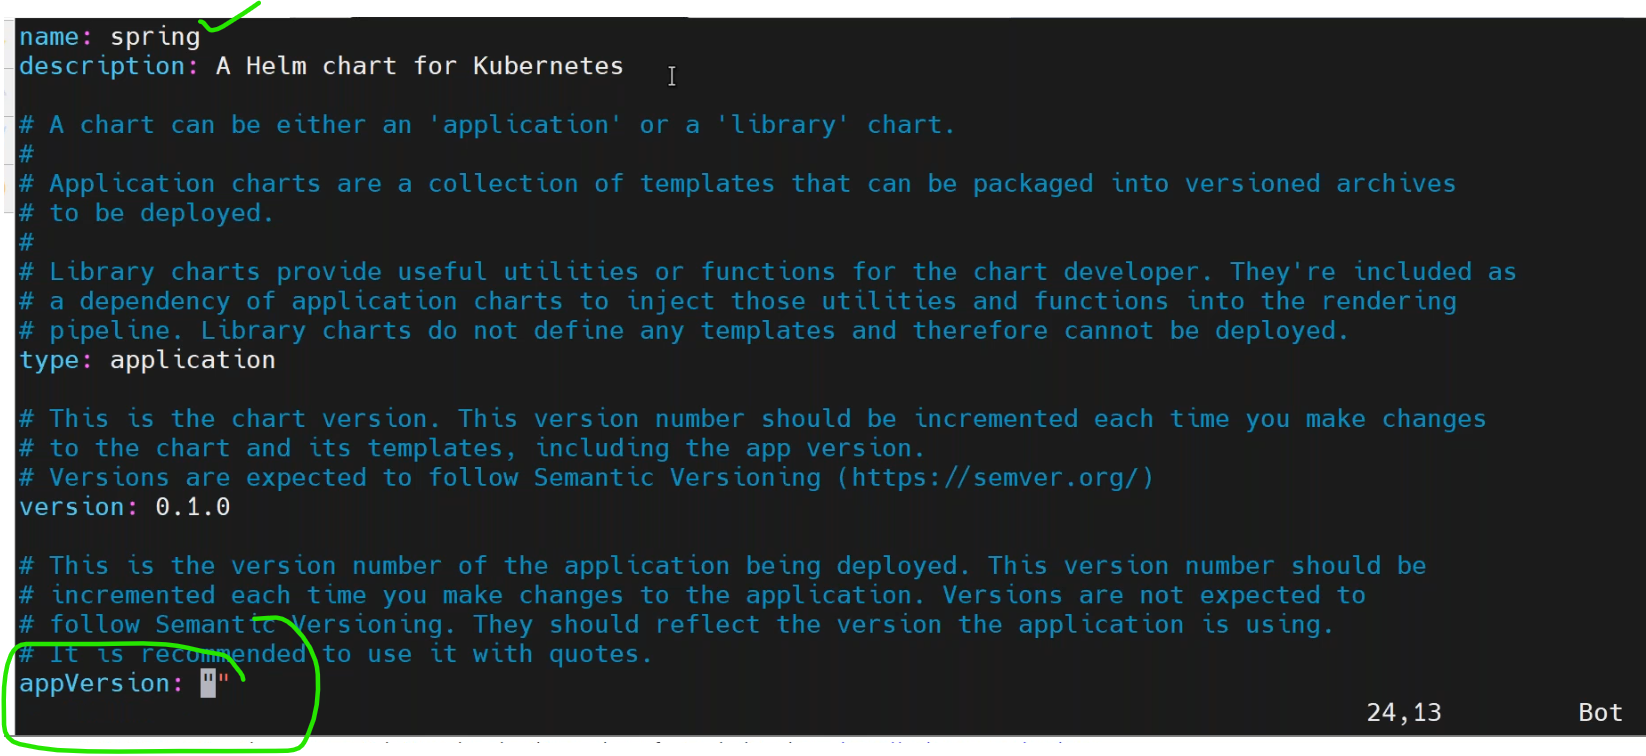 name: spring
description: A Helm chart for Kubernetes
# A chart can be either an 'application' or a 'library' chart.
#
# Application charts are a collection of templates that can be packaged into versioned archives
# to be deployed.
#
# Library charts provide useful utilities or functions for the chart developer. They're included as
# a dependency of application charts to inject those utilities and functions into the rendering
# pipeline. Library charts do not define any templates and therefore cannot be deployed.
type: application
# This is the chart version. This version number should be incremented each time you make changes
# to the chart and its templates, including the app version.
# Versions are expected to follow Semantic Versioning (https://semver.org/)
version: 0.1.0
# This is the version number of the application being deployed. This version number should be
# incremented each time you make changes to the application. Versions are not expected to
# follow Semantic Versioning. They should reflect the version the application is using.
# It is recommended to use it with quotes.
appVersion: ""
24,13 Bot